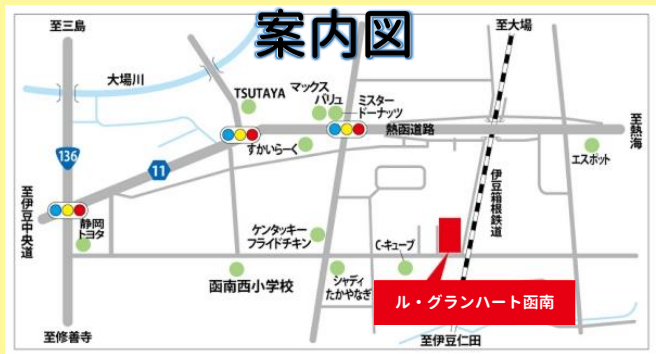 案内図
至三島
至大場
大場川
TSUTAYA
マックス
バリュ
ミスター
ドーナッツ
熱函道路
至熱海
すかいらーく
エスポット
136
11
伊豆箱根鉄道
至伊豆中央道
静岡
トヨタ
ケンタッキー
フライドチキン
C-キューブ
函南西小学校
シャディ
たかやなぎ
ル・グランハート函南
至修善寺
至伊豆仁田